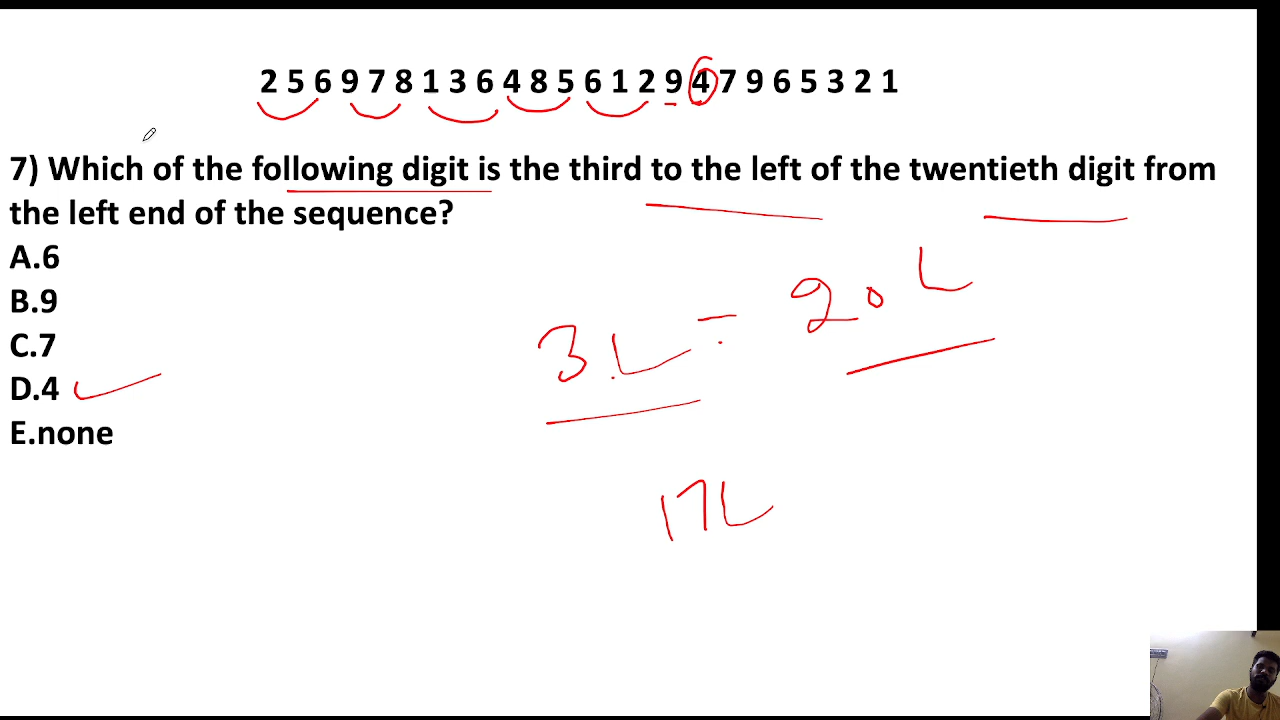 2 5 6 9 7 8 1 3 6 4 8 5 6 1 2 9 4 7 9 6 5 3 2 1
7) Which of the following digit is the third to the left of the twentieth digit from
the left end of the sequence?
A.6
B.9
C.7
D.4
E.none
3 L - 20 L
17L